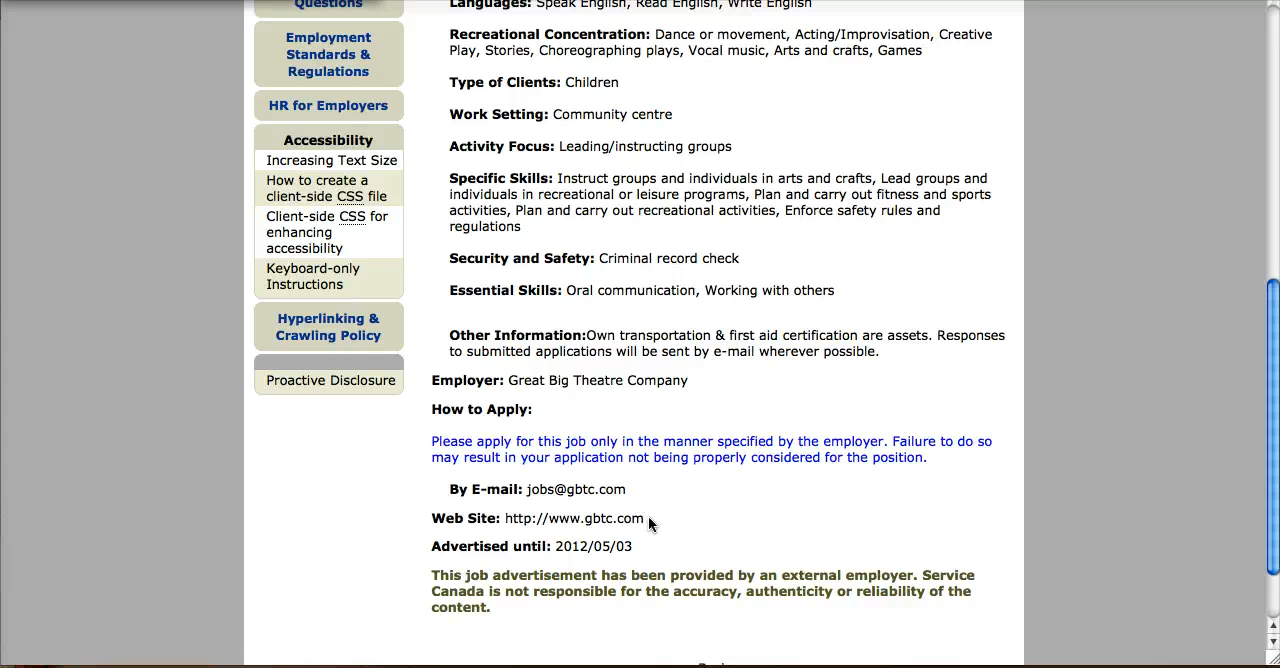 Questions
Employment
Standards &
Regulations
HR for Employers
Accessibility
Increasing Text Size
How to create a
client-side CSS file
Client-side CSS for
enhancing
accessibility
Keyboard-only
Instructions
Hyperlinking &
Crawling Policy
Proactive Disclosure
Languages: Speak English, Read English, Write English
Recreational Concentration: Dance or movement, Acting/Improvisation, Creative
Play, Stories, Choreographing plays, Vocal music, Arts and crafts, Games
Type of Clients: Children
Work Setting: Community centre
Activity Focus: Leading/instructing groups
Specific Skills: Instruct groups and individuals in arts and crafts, Lead groups and
individuals in recreational or leisure programs, Plan and carry out fitness and sports
activities, Plan and carry out recreational activities, Enforce safety rules and
regulations
Security and Safety: Criminal record check
Essential Skills: Oral communication, Working with others
Other Information:Own transportation & first aid certification are assets. Responses
to submitted applications will be sent by e-mail wherever possible.
Employer: Great Big Theatre Company
How to Apply:
Please apply for this job only in the manner specified by the employer. Failure to do so
may result in your application not being properly considered for the position.
By E-mail: jobs@gbtc.com
Web Site: http://www.gbtc.com
Advertised until: 2012/05/03
This job advertisement has been provided by an external employer. Service
Canada is not responsible for the accuracy, authenticity or reliability of the
content.